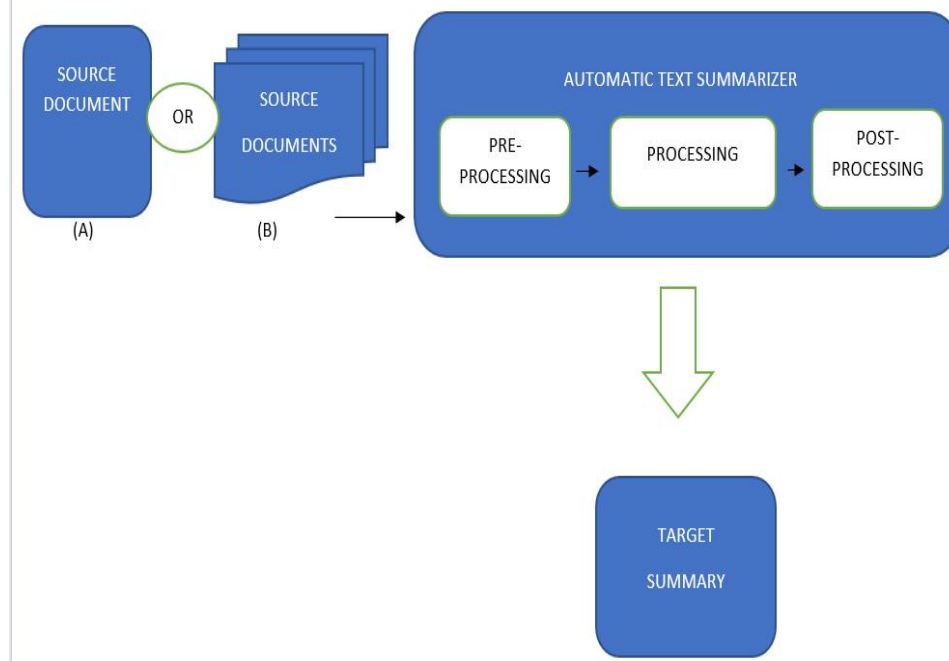 SOURCE
DOCUMENT
OR
SOURCE
DOCUMENTS
(A)
(B)
AUTOMATIC TEXT SUMMARIZER
PRE-
PROCESSING
PROCESSING
POST-
PROCESSING
TARGET
SUMMARY